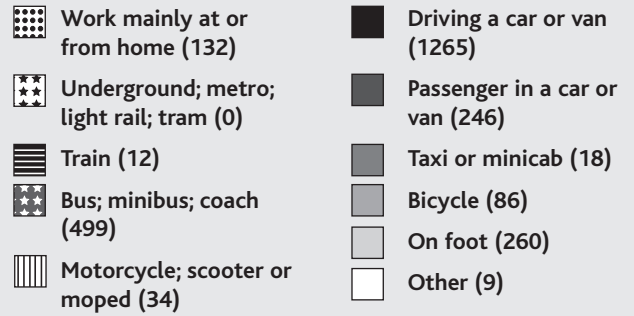 Work mainly at or
from home (132)
Underground; metro;
light rail; tram (0)
Train (12)
Bus; minibus; coach
(499)
Motorcycle; scooter or
moped (34)
Driving a car or van
(1265)
Passenger in a car or
van (246)
Taxi or minicab (18)
Bicycle (86)
On foot (260)
Other (9)